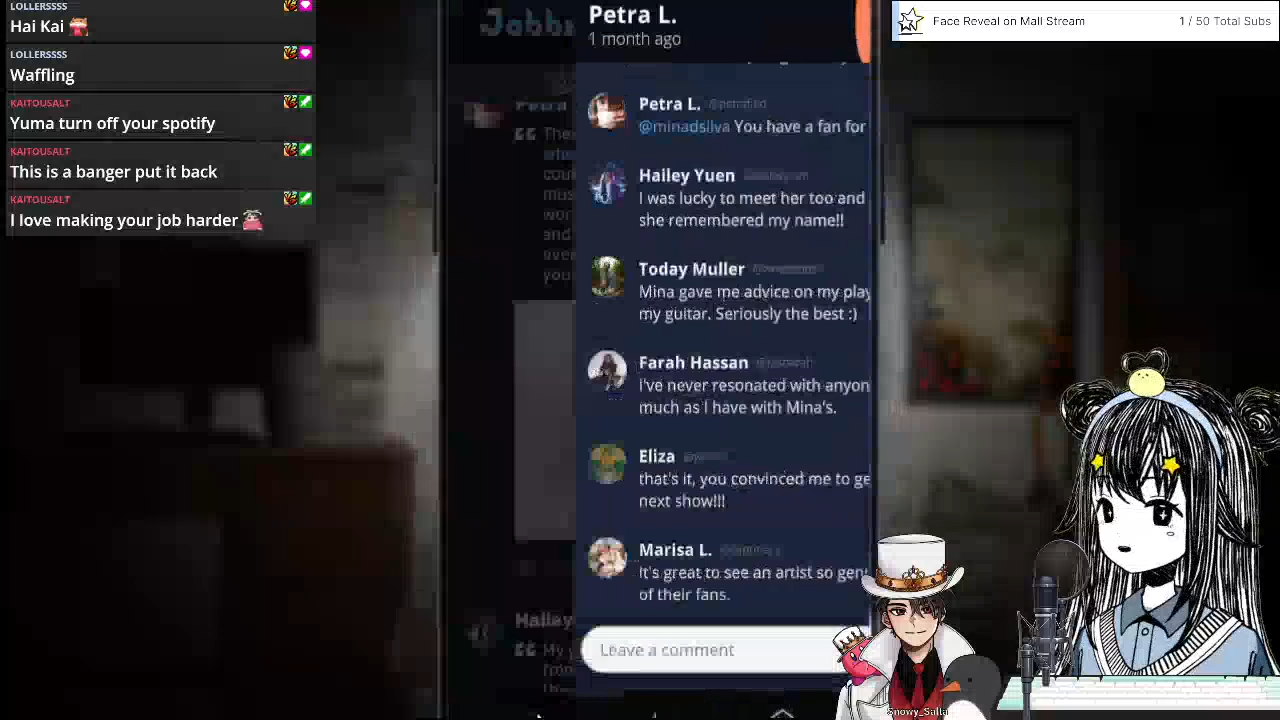 LOLLERSSSS
Hai Kai
LOLLERSSSS
Waffling
KAITOUSALT
Yuma turn off your spotify
KAITOUSALT
This is a banger put it back
KAITOUSALT
I love making your job harder
Jabb
Petra L.
1 month ago
Petra L.
@minadsilva You have a fan for
Hailey Yuen
I was lucky to meet her too and
she remembered my name!!
Today Muller
Mina gave me advice on my play
my guitar. Seriously the best :)
Farah Hassan
I've never resonated with anyon
much as I have with Mina's.
Eliza
that's it, you convinced me to ge
next show!!!
Marisa L.
It's great to see an artist so gen
of their fans.
Leave a comment
Hailey
Face Reveal on Mall Stream
1 / 50 Total Subs
Snowy_Salla